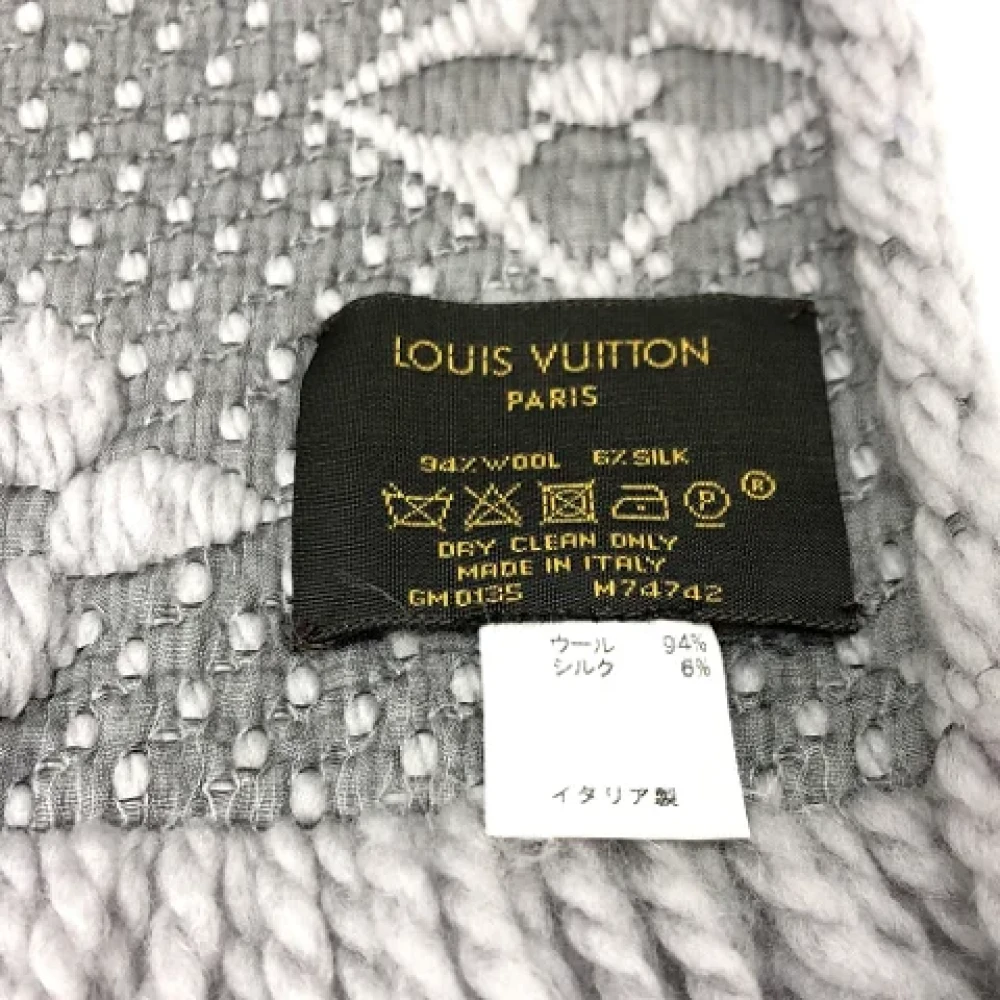 LOUIS VUITTON
PARIS
94% WOOL 6% SILK
P ®
DRY CLEAN ONLY
MADE IN ITALY
GM0135 M74742
ウール 94%
シルク 6%
イタリア製